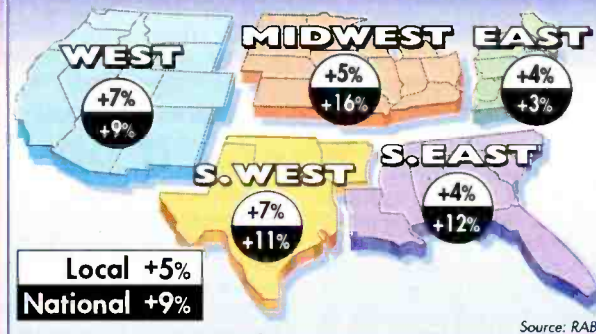 WEST
+7%
+9%
MIDWEST
+5%
+16%
EAST
+4%
+3%
S.WEST
+7%
+11%
S.EAST
+4%
+12%
Local +5%
National +9%
Source: RAB